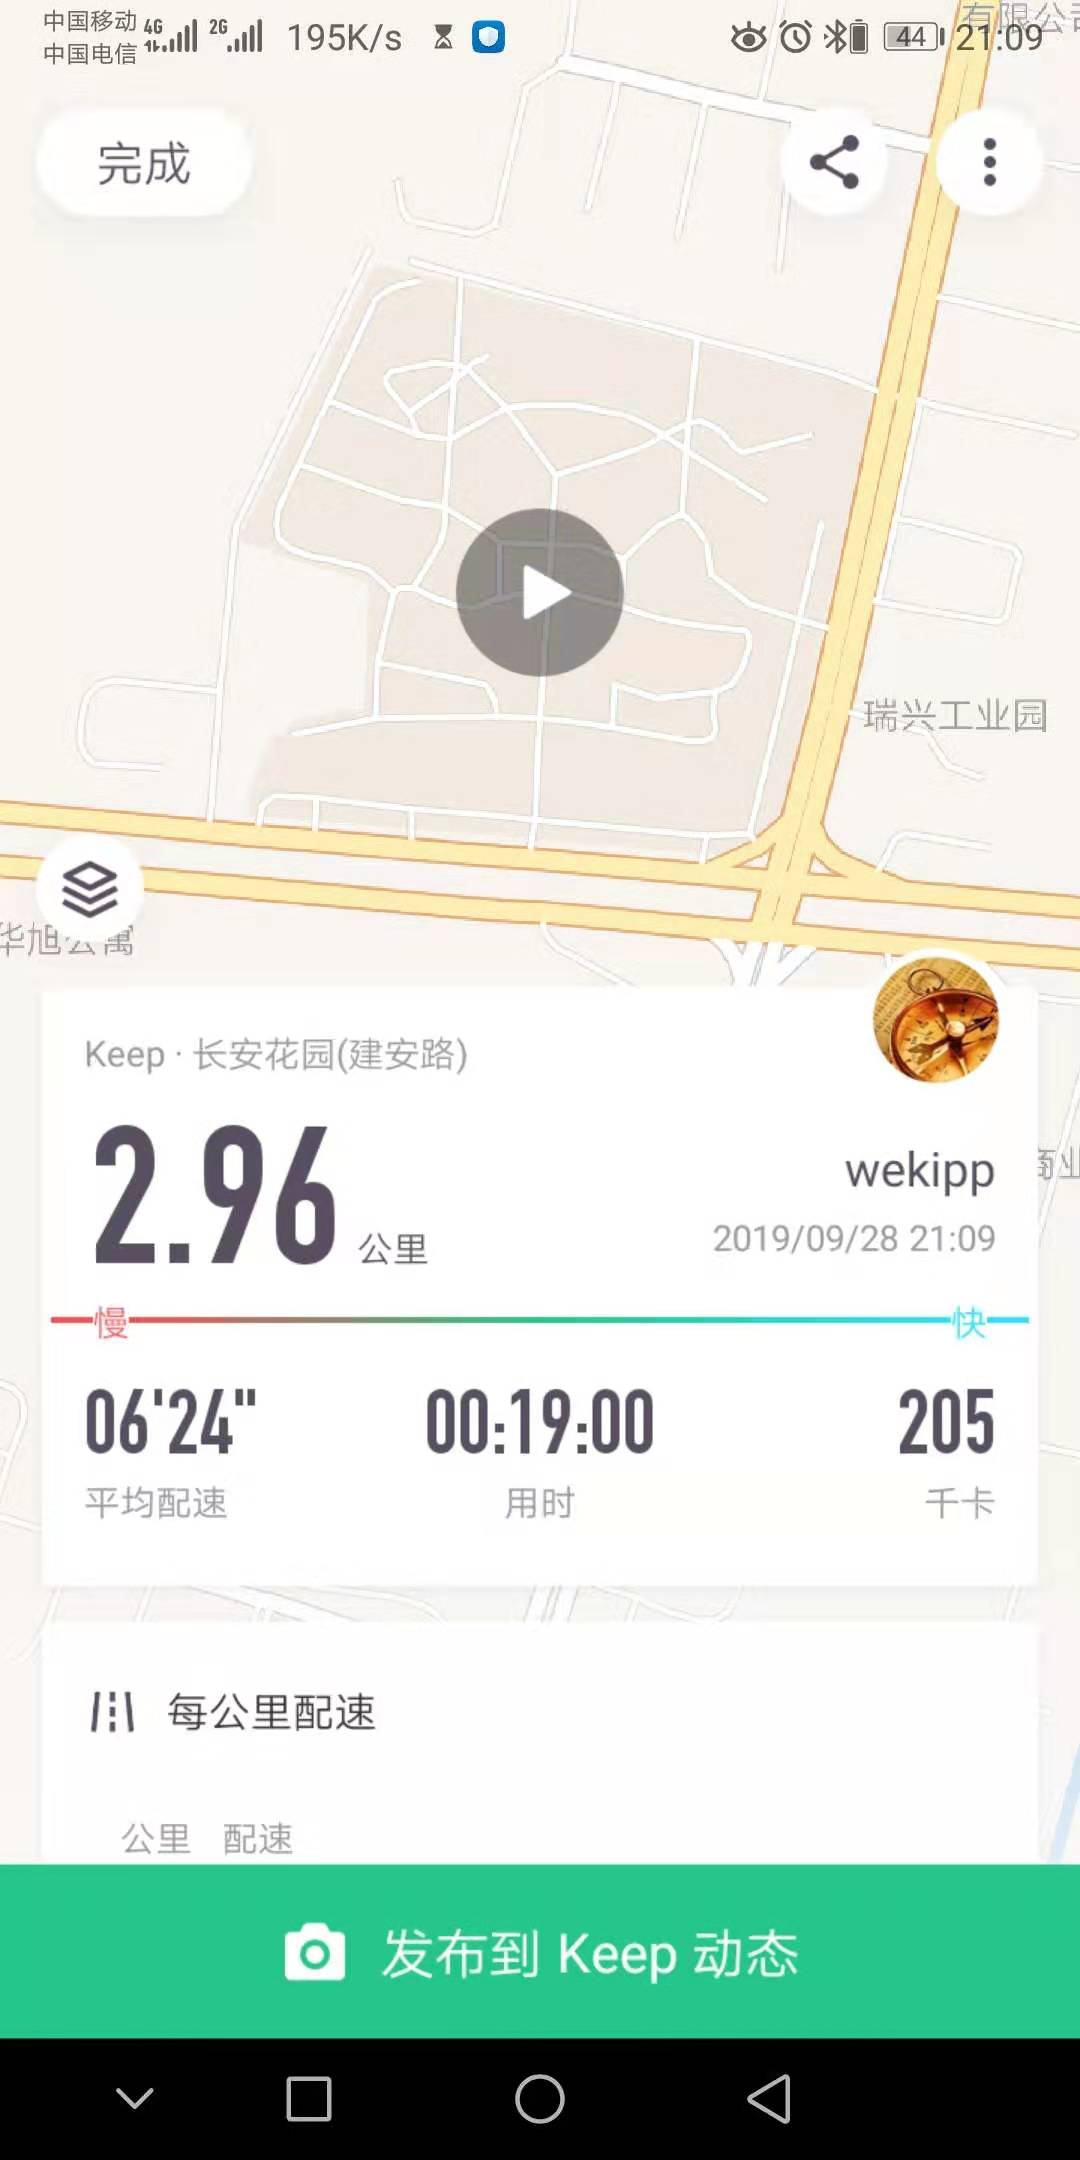 中国移动 4G 2G 195K/s 44 21:09
中国电信
有限公司
完成
瑞兴工业园
华旭公寓
Keep · 长安花园(建安路)
2.96 公里
wekipp
2019/09/28 21:09
商业
慢 快
06'24" 00:19:00 205
平均配速 用时 千卡
每公里配速
公里 配速
发布到 Keep 动态